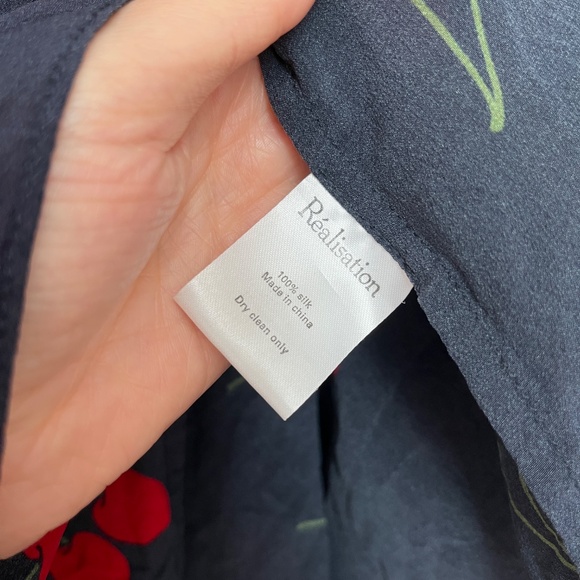 Réalisation
100% silk
Made in china
Dry clean only